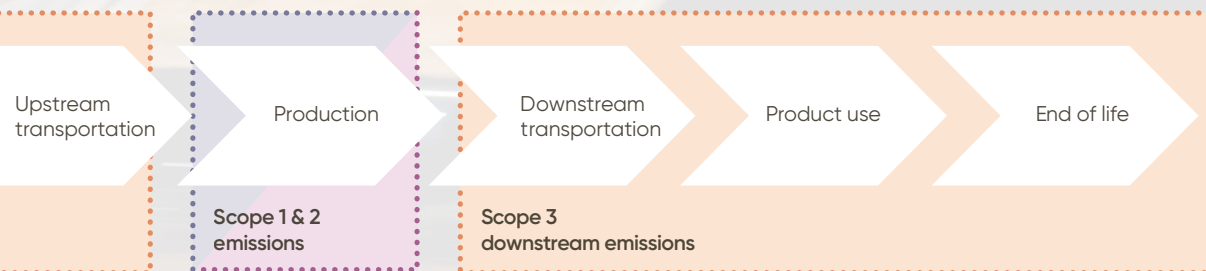 Upstream
transportation
Production
Downstream
transportation
Product use
End of life
Scope 1 & 2
emissions
Scope 3
downstream emissions